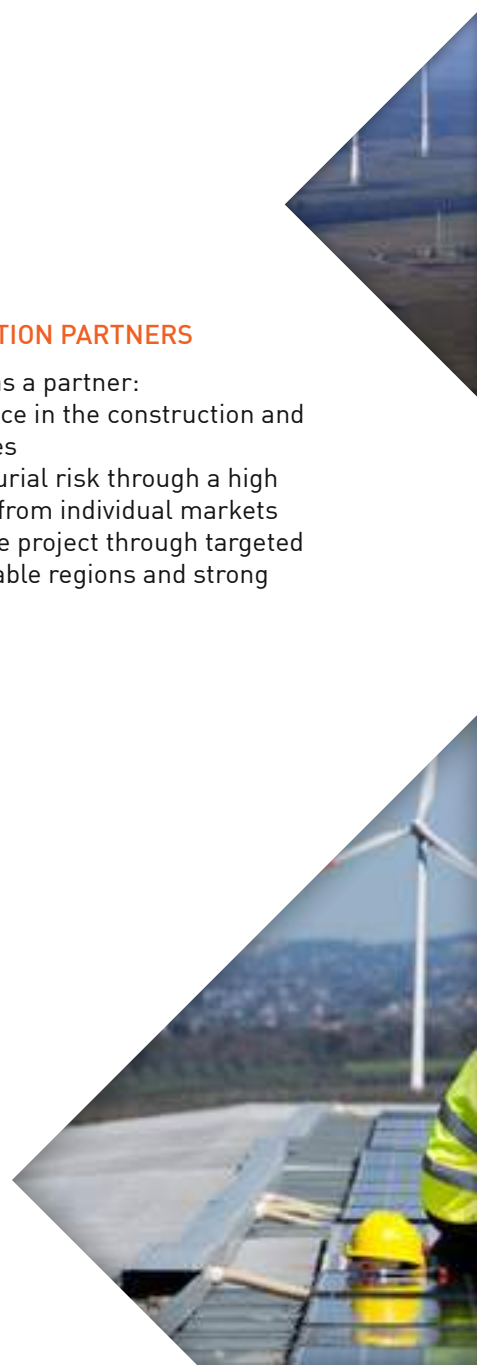 TION PARTNERS
as a partner:
ce in the construction and
es
urial risk through a high
from individual markets
e project through targeted
able regions and strong